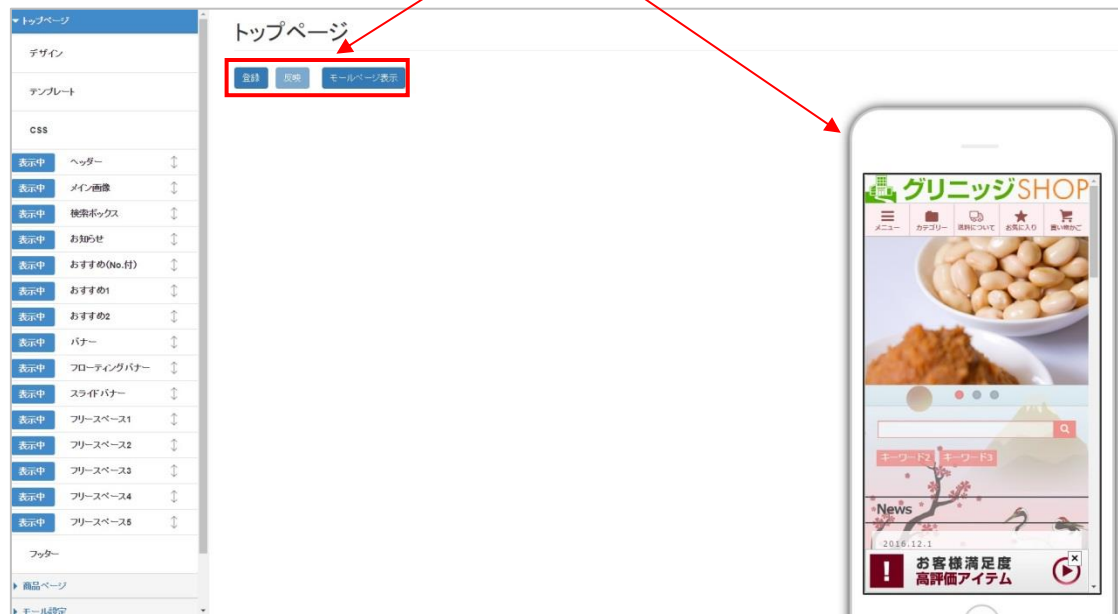 トップページ
デザイン
テンプレート
CSS
表示中 ヘッダー
表示中 メイン画像
表示中 検索ボックス
表示中 お知らせ
表示中 おすすめ(No.付)
表示中 おすすめ1
表示中 おすすめ2
表示中 バナー
表示中 フローティングバナー
表示中 スライドバナー
表示中 フリースペース1
表示中 フリースペース2
表示中 フリースペース3
表示中 フリースペース4
表示中 フリースペース5
フッター
商品ページ
モール設定
トップページ
登録 反映 モールページ表示
グリニッジSHOP
メニュー カテゴリー 送料について お気に入り 買い物かご
キーワード2 キーワード3
News
2016.12.1
! お客様満足度
高評価アイテム ×